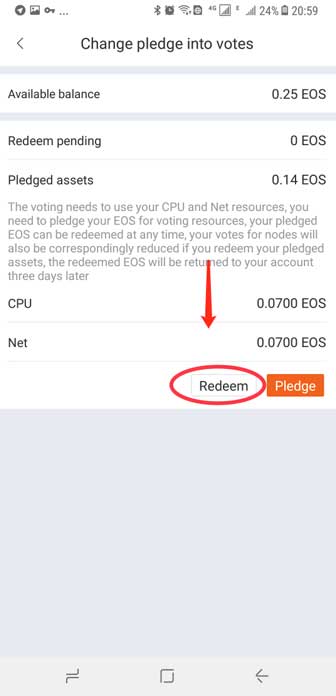 ... 4G 24% 20:59
Change pledge into votes
Available balance 0.25 EOS
Redeem pending 0 EOS
Pledged assets 0.14 EOS
The voting needs to use your CPU and Net resources, you
need to pledge your EOS for voting resources, your pledged
EOS can be redeemed at any time, your votes for nodes will
also be correspondingly reduced if you redeem your pledged
assets, the redeemed EOS will be returned to your account
three days later
CPU 0.0700 EOS
Net 0.0700 EOS
Redeem Pledge